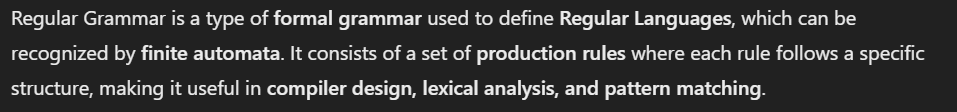 Regular Grammar is a type of formal grammar used to define Regular Languages, which can be
recognized by finite automata. It consists of a set of production rules where each rule follows a specific
structure, making it useful in compiler design, lexical analysis, and pattern matching.